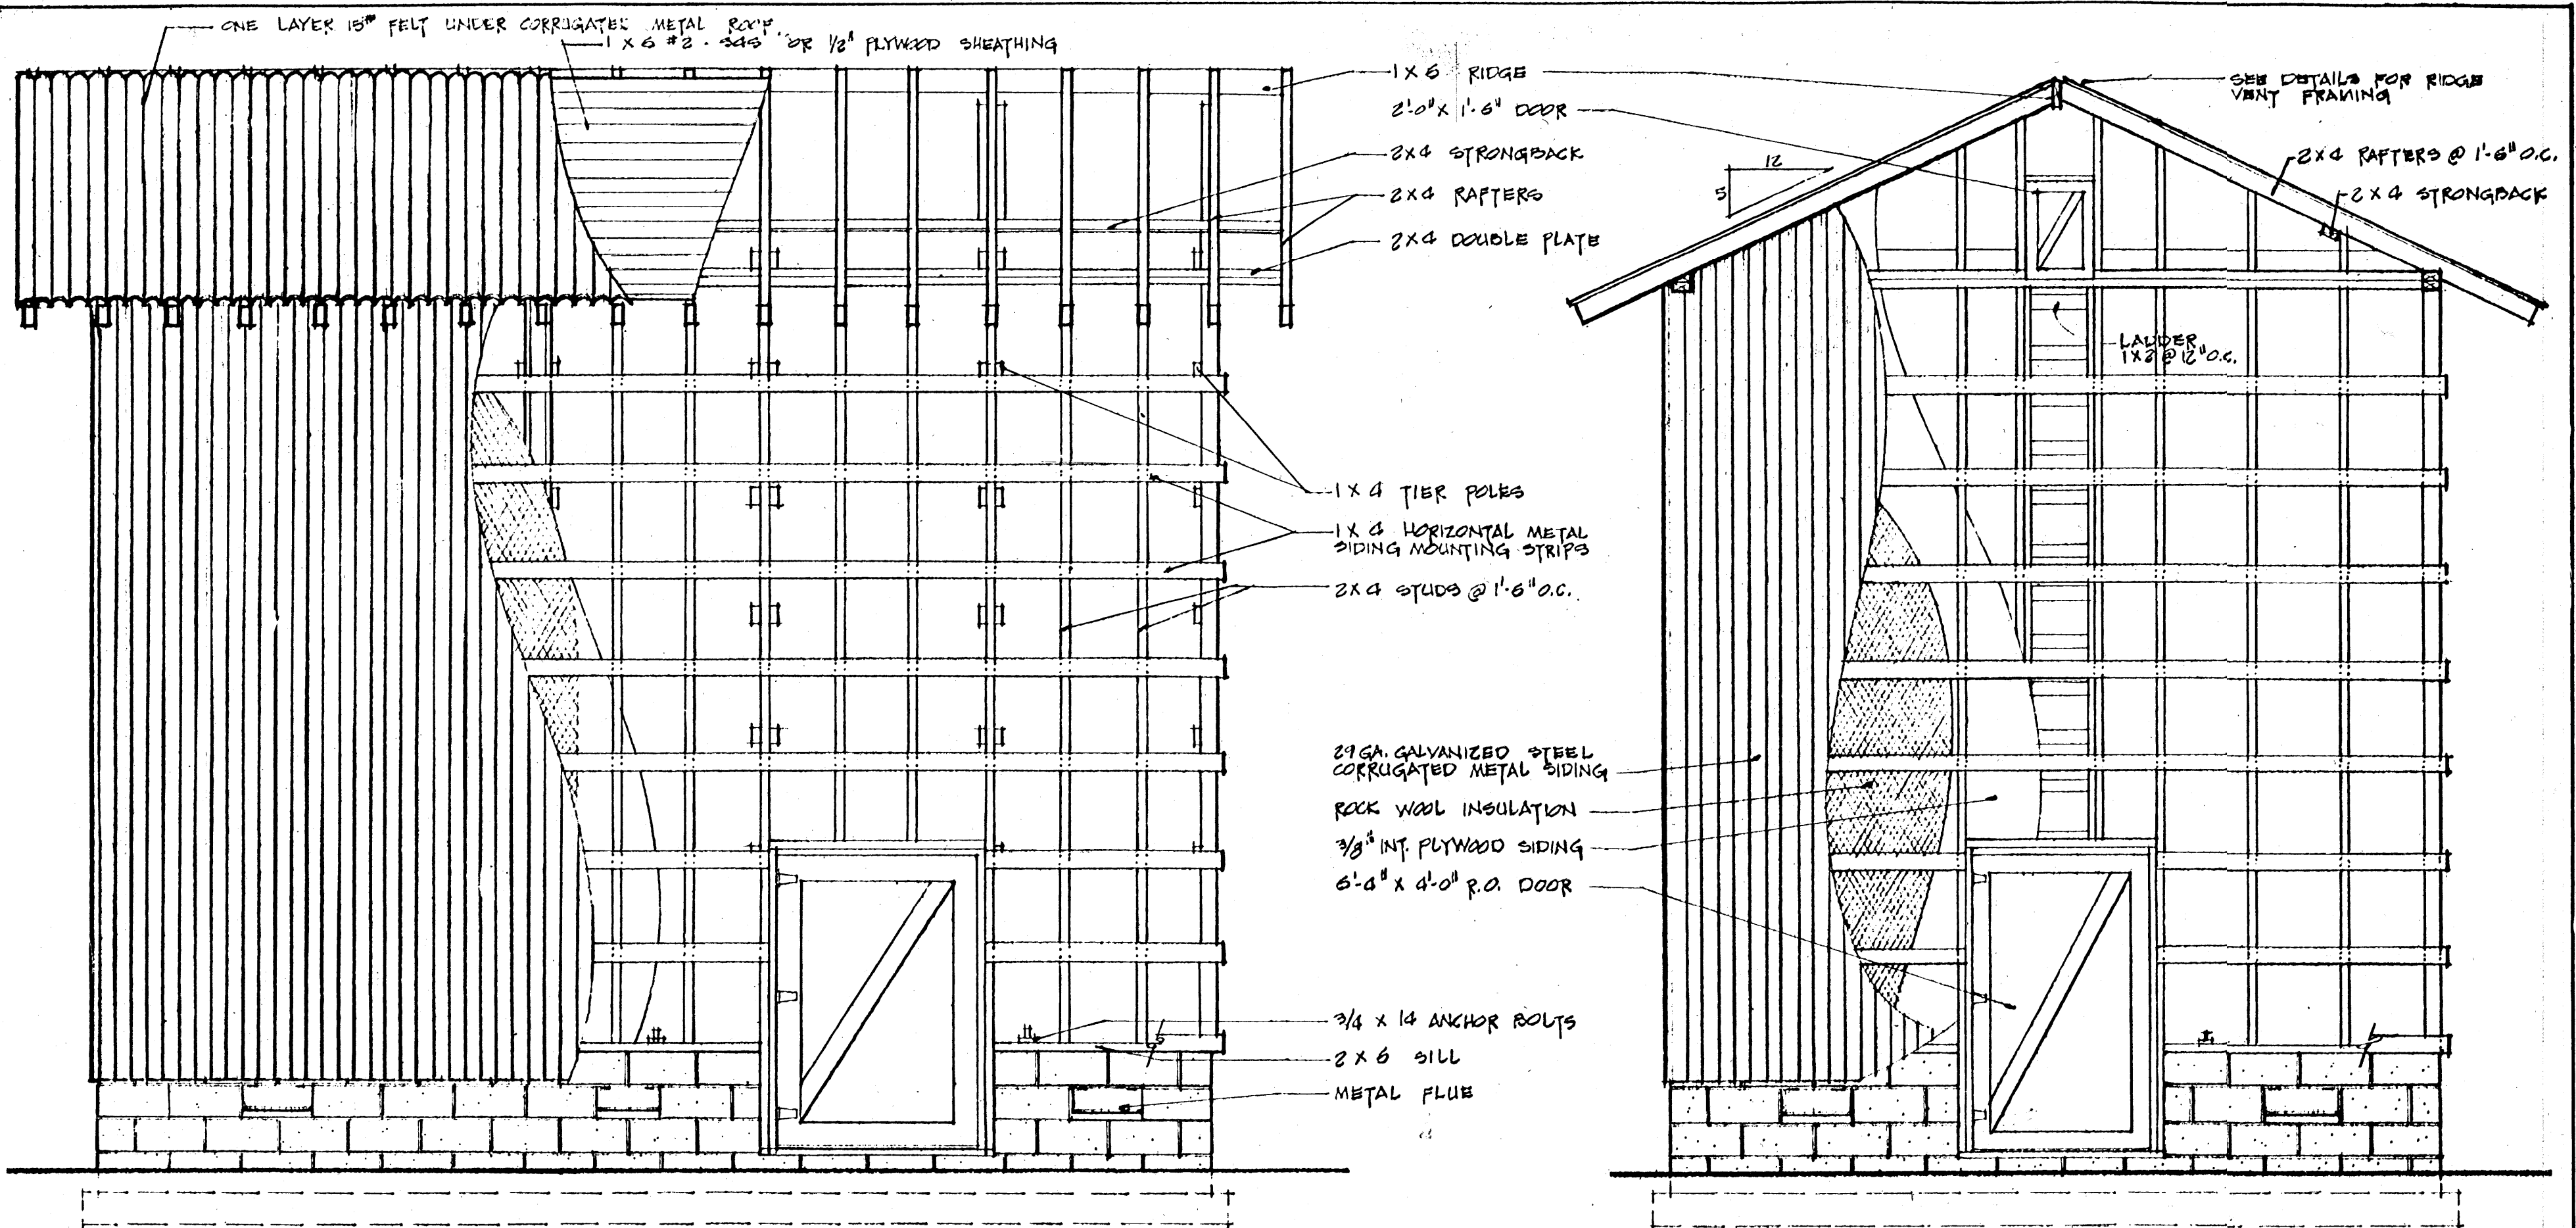 ONE LAYER 15# FELT UNDER CORRUGATED METAL ROOF
1 X 6 #2 - S4S OR 1/2" PLYWOOD SHEATHING
1 X 6 RIDGE
2'-0" X 1'-6" DOOR
2X4 STRONGBACK
2X4 RAFTERS
2X4 DOUBLE PLATE
1 X 4 TIER POLES
1 X 4 HORIZONTAL METAL
SIDING MOUNTING STRIPS
2X4 STUDS @ 1'-6" O.C.
29 GA. GALVANIZED STEEL
CORRUGATED METAL SIDING
ROCK WOOL INSULATION
3/8" INT. PLYWOOD SIDING
6'-4" X 4'-0" R.O. DOOR
3/4 X 14 ANCHOR BOLTS
2 X 6 SILL
METAL FLUE
SEE DETAILS FOR RIDGE
VENT FRAMING
2X4 RAFTERS @ 1'-6" O.C.
2 X 4 STRONGBACK
12
5
LADDER
1X2 @ 12" O.C.